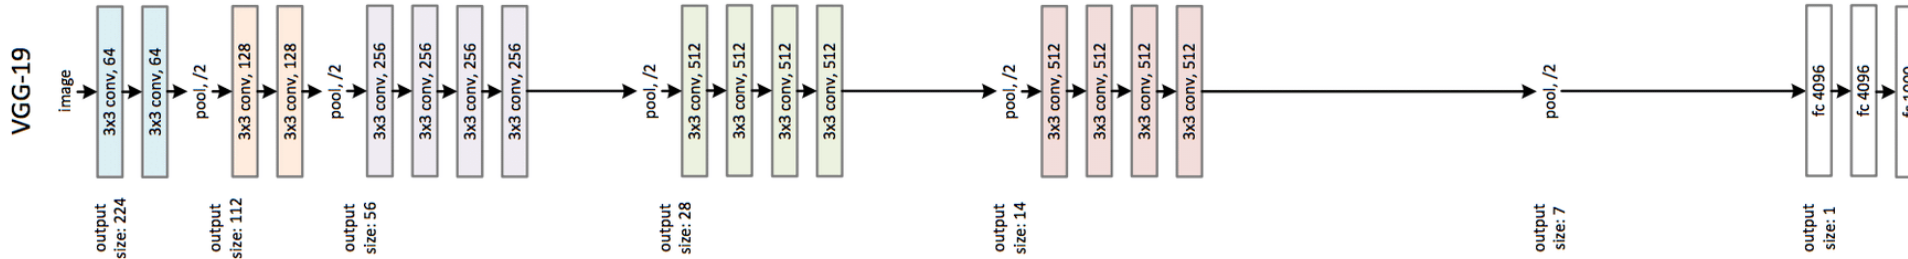 VGG-19
image
3x3 conv, 64
3x3 conv, 64
pool, /2
3x3 conv, 128
3x3 conv, 128
pool, /2
3x3 conv, 256
3x3 conv, 256
3x3 conv, 256
3x3 conv, 256
pool, /2
3x3 conv, 512
3x3 conv, 512
3x3 conv, 512
3x3 conv, 512
pool, /2
3x3 conv, 512
3x3 conv, 512
3x3 conv, 512
3x3 conv, 512
pool, /2
fc 4096
fc 4096
output
size: 224
output
size: 112
output
size: 56
output
size: 28
output
size: 14
output
size: 7
output
size: 1